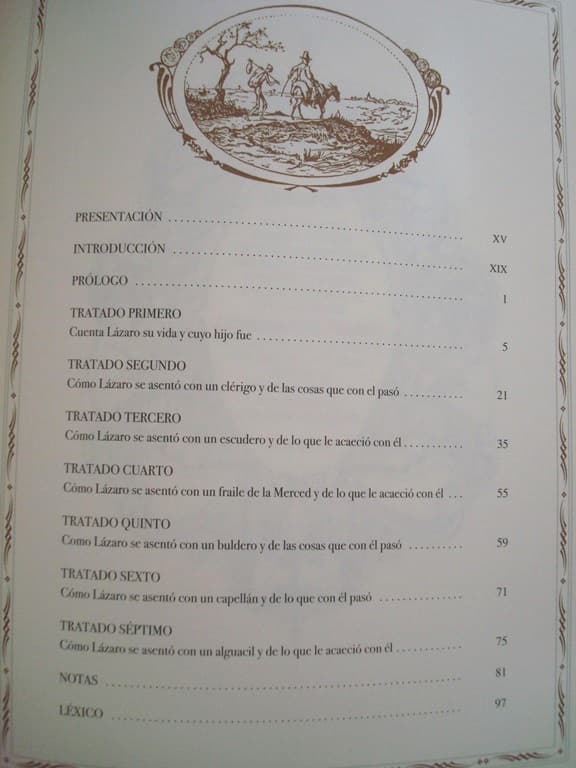 PRESENTACIÓN .......................................... XV
INTRODUCCIÓN .......................................... XIX
PRÓLOGO .......................................... 1
TRATADO PRIMERO
Cuenta Lázaro su vida y cuyo hijo fue .............................. 5
TRATADO SEGUNDO
Cómo Lázaro se asentó con un clérigo y de las cosas que con el pasó .......... 21
TRATADO TERCERO
Cómo Lázaro se asentó con un escudero y de lo que le acaeció con él .......... 35
TRATADO CUARTO
Cómo Lázaro se asentó con un fraile de la Merced y de lo que le acaeció con él ... 55
TRATADO QUINTO
Como Lázaro se asentó con un buldero y de las cosas que con él pasó .......... 59
TRATADO SEXTO
Cómo Lázaro se asentó con un capellán y de lo que con él pasó .............. 71
TRATADO SÉPTIMO
Cómo Lázaro se asentó con un alguacil y de lo que le acaeció con él ............ 75
NOTAS .......................................... 81
LÉXICO .......................................... 97